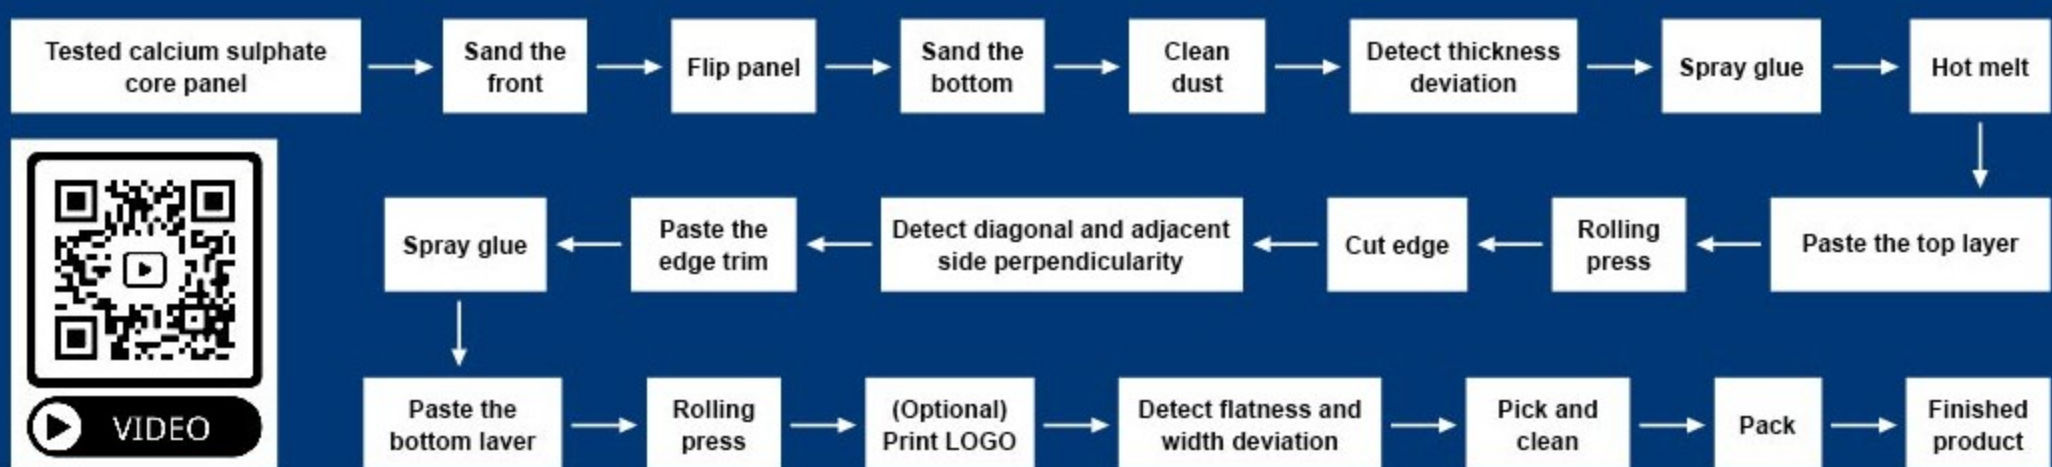 Tested calcium sulphate
core panel
Sand the
front
Flip panel
Sand the
bottom
Clean
dust
Detect thickness
deviation
Spray glue
Hot melt
Paste the top layer
Rolling
press
Cut edge
Detect diagonal and adjacent
side perpendicularity
Paste the
edge trim
Spray glue
Paste the
bottom layer
Rolling
press
(Optional)
Print LOGO
Detect flatness and
width deviation
Pick and
clean
Pack
Finished
product
VIDEO